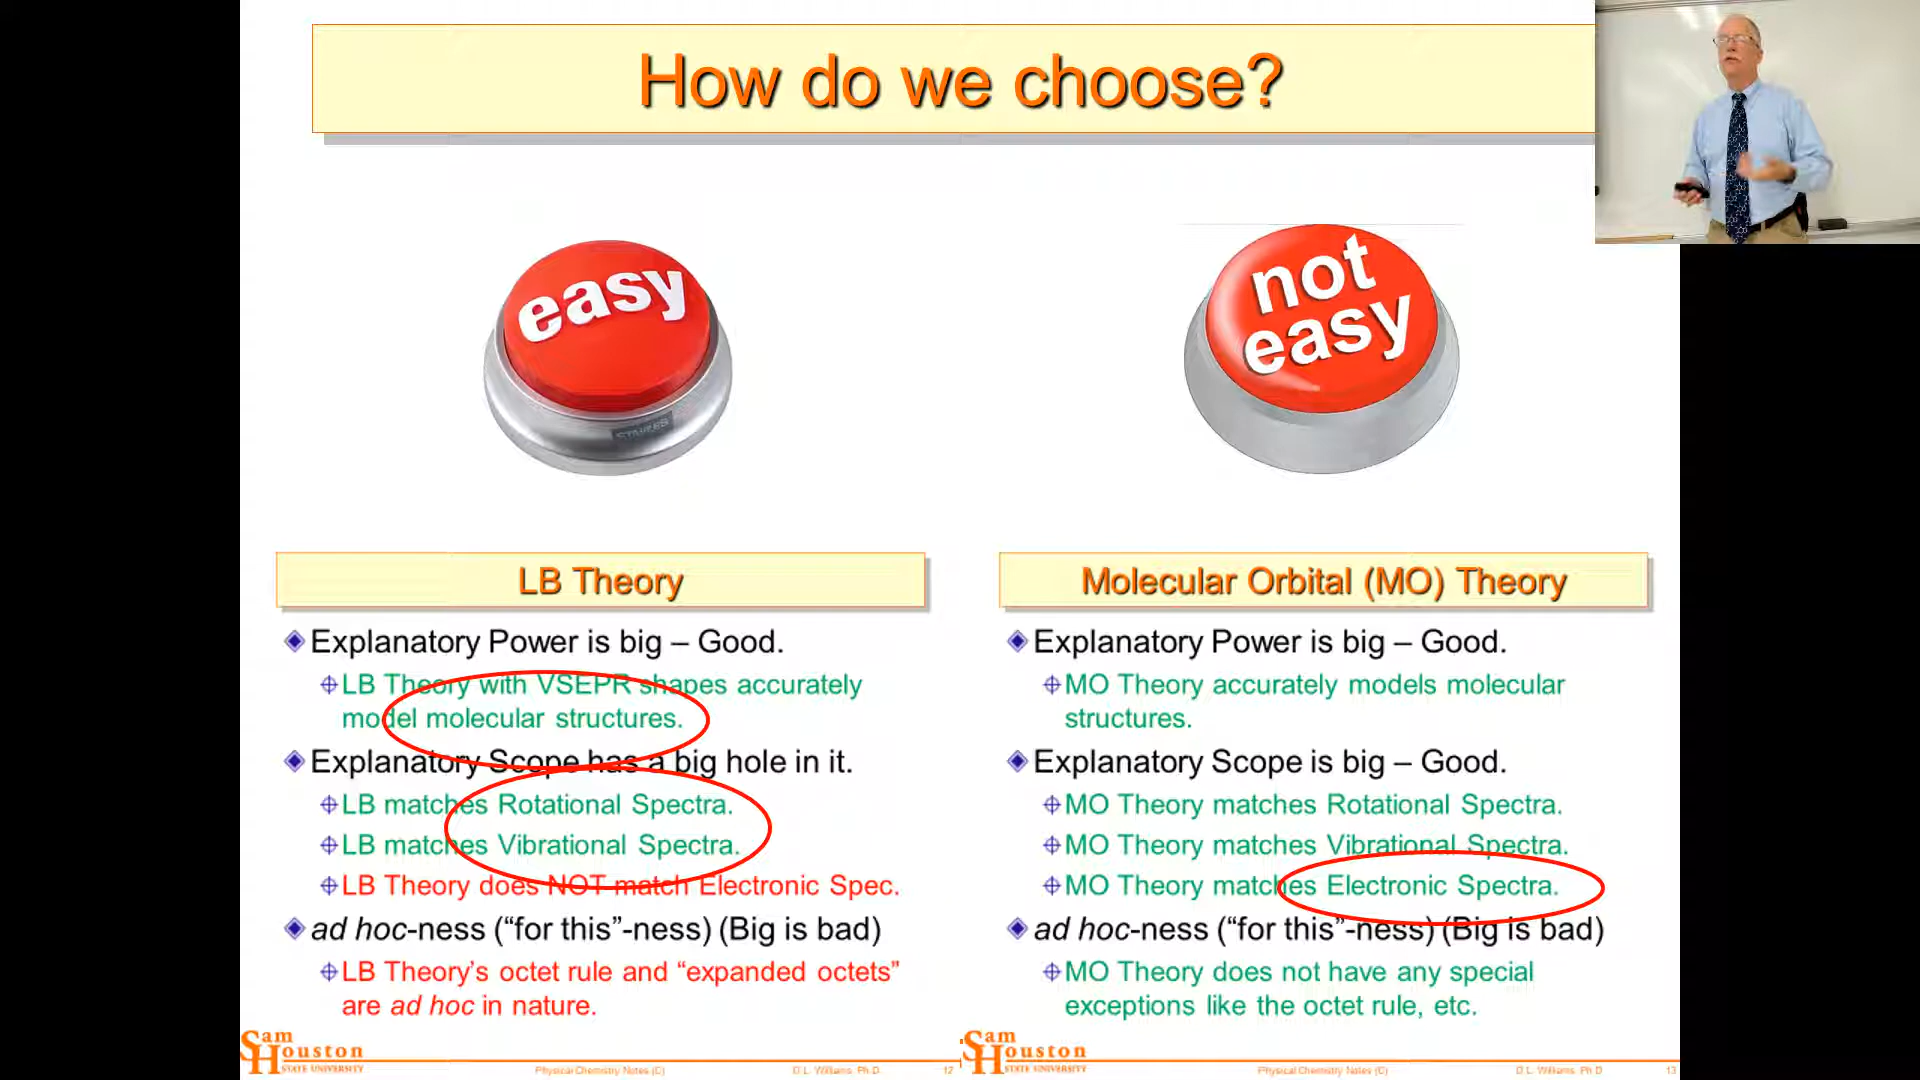 How do we choose?
easy
STAPLES
not
easy
LB Theory
Explanatory Power is big – Good.
LB Theory with VSEPR shapes accurately
model molecular structures.
Explanatory Scope has a big hole in it.
LB matches Rotational Spectra.
LB matches Vibrational Spectra.
LB Theory does NOT match Electronic Spec.
ad hoc-ness (“for this”-ness) (Big is bad)
LB Theory’s octet rule and “expanded octets”
are ad hoc in nature.
Sam
Houston
STATE UNIVERSITY
Physical Chemistry Notes (C)
D.L. Williams, Ph.D.
12
Molecular Orbital (MO) Theory
Explanatory Power is big – Good.
MO Theory accurately models molecular
structures.
Explanatory Scope is big – Good.
MO Theory matches Rotational Spectra.
MO Theory matches Vibrational Spectra.
MO Theory matches Electronic Spectra.
ad hoc-ness (“for this”-ness) (Big is bad)
MO Theory does not have any special
exceptions like the octet rule, etc.
Sam
Houston
STATE UNIVERSITY
Physical Chemistry Notes (C)
D.L. Williams, Ph.D.
13